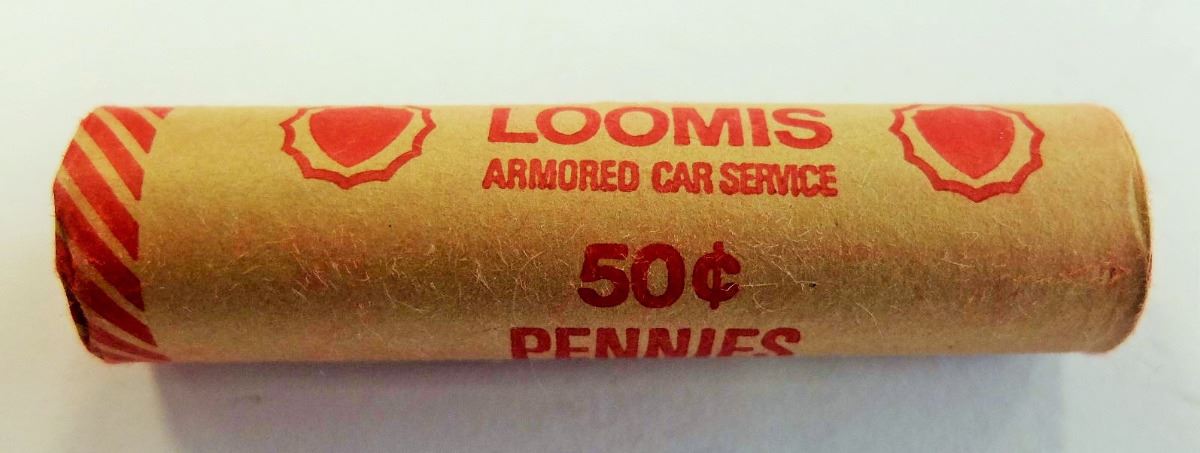 LOOMIS
ARMORED CAR SERVICE
50¢
PENNIES